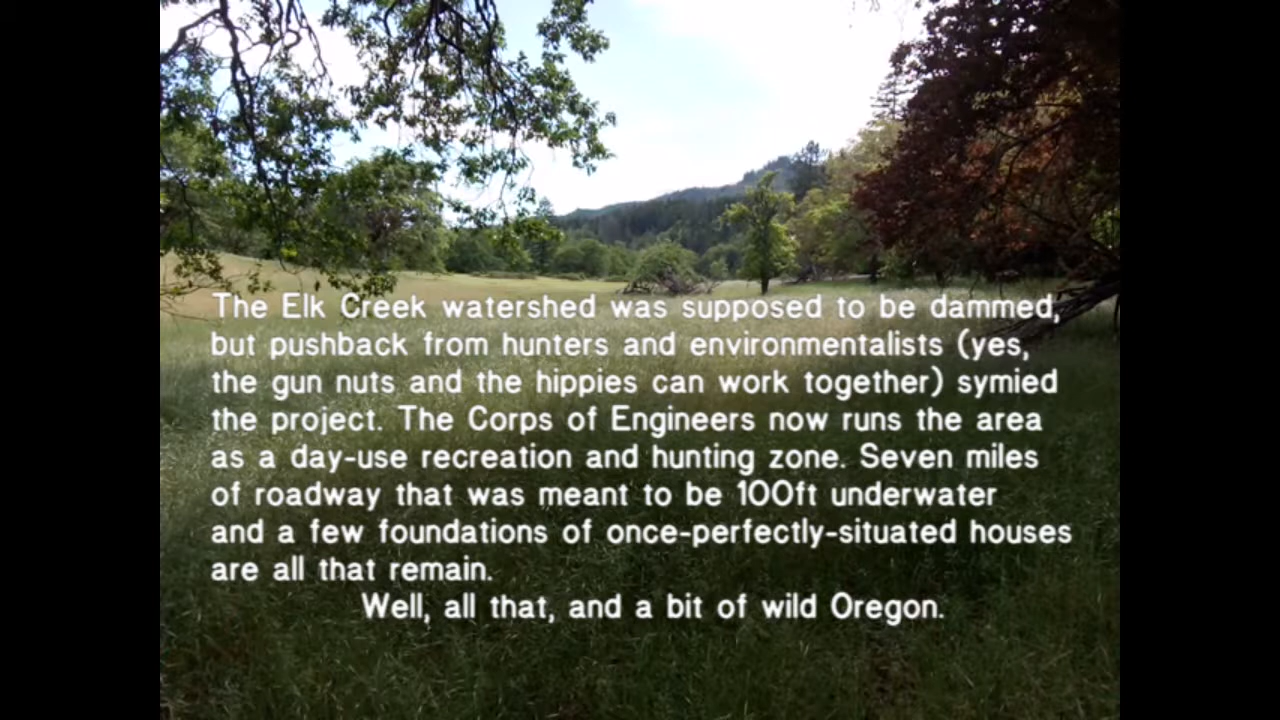 The Elk Creek watershed was supposed to be dammed,
but pushback from hunters and environmentalists (yes,
the gun nuts and the hippies can work together) symied
the project. The Corps of Engineers now runs the area
as a day-use recreation and hunting zone. Seven miles
of roadway that was meant to be 100ft underwater
and a few foundations of once-perfectly-situated houses
are all that remain.
Well, all that, and a bit of wild Oregon.